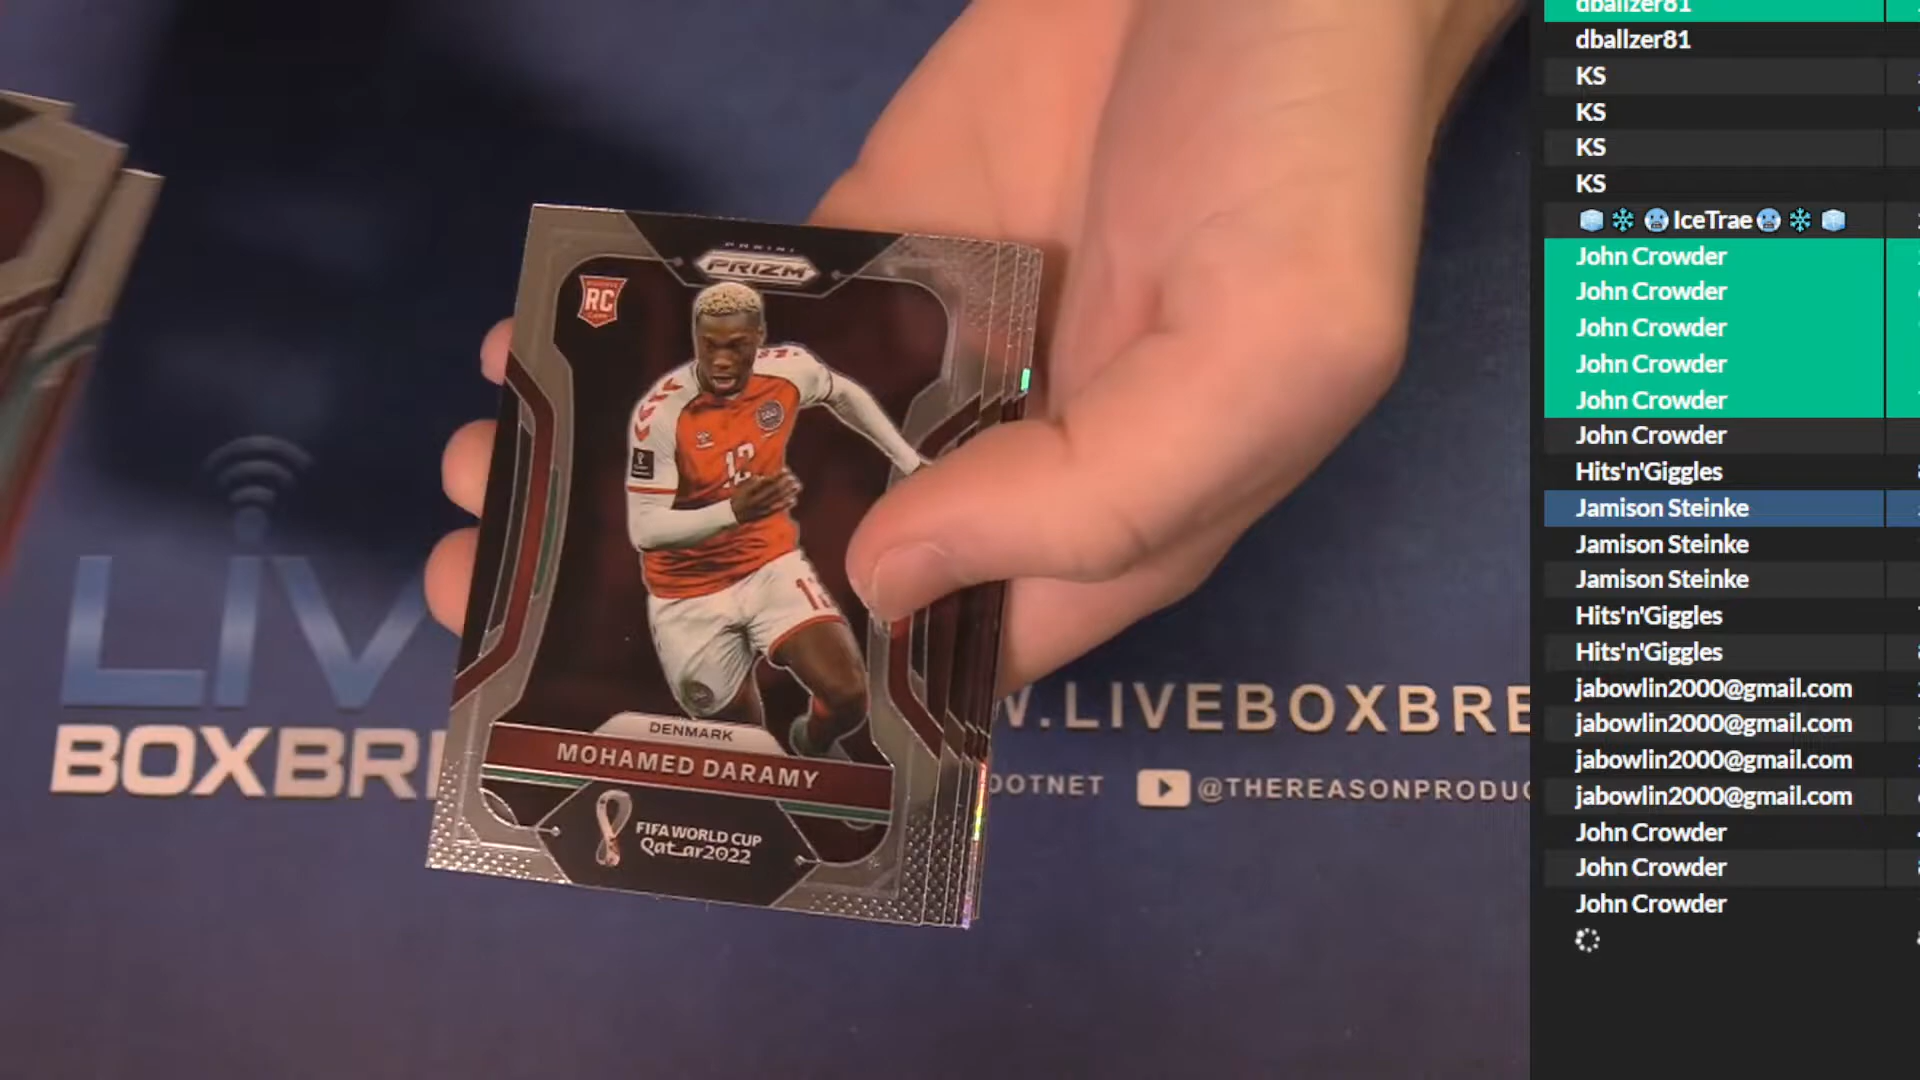 PANINI
PRIZM
RC
12
DENMARK
MOHAMED DARAMY
FIFA WORLD CUP
Qatar2022
LIV
BOXBR
W.LIVEBOXBRE
DOTNET
@THEREASONPRODUC
dballzer81
dballzer81
KS
KS
KS
KS
IceTrae
John Crowder
John Crowder
John Crowder
John Crowder
John Crowder
John Crowder
Hits'n'Giggles
Jamison Steinke
Jamison Steinke
Jamison Steinke
Hits'n'Giggles
Hits'n'Giggles
jabowlin2000@gmail.com
jabowlin2000@gmail.com
jabowlin2000@gmail.com
jabowlin2000@gmail.com
John Crowder
John Crowder
John Crowder